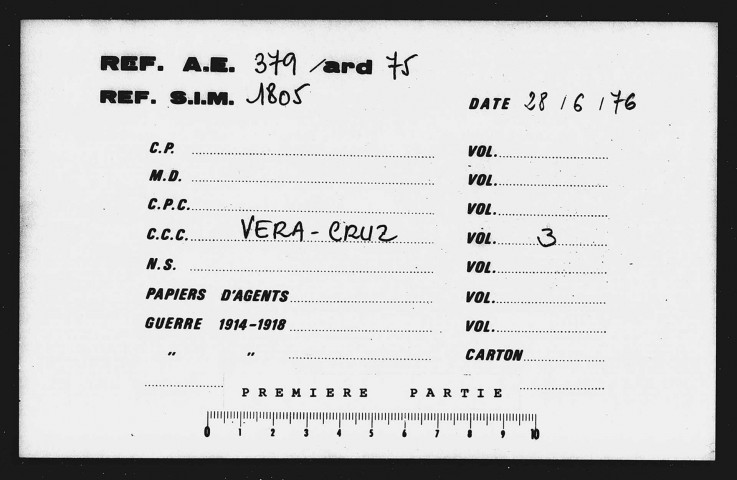 REF. A.E. 379 /ard 75
REF. S.I.M. 1805 DATE 28 / 6 / 76
C.P. VOL.
M.D. VOL.
C.P.C. VOL.
C.C.C. VERA-CRUZ VOL. 3
N.S. VOL.
PAPIERS D'AGENTS VOL.
GUERRE 1914-1918 VOL.
" " CARTON
PREMIERE PARTIE
0 1 2 3 4 5 6 7 8 9 10